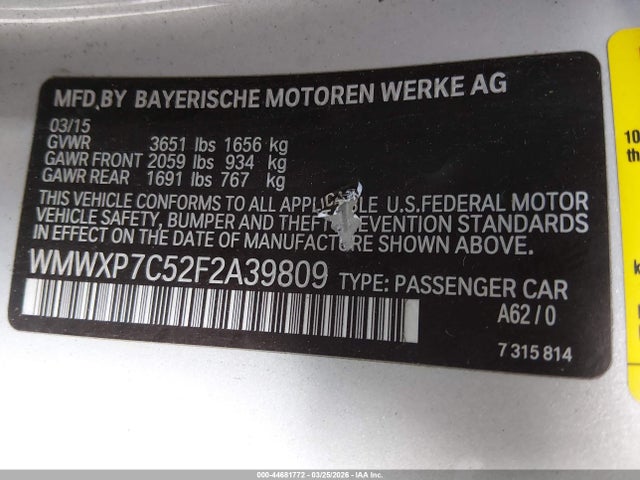 MFD,BY BAYERISCHE MOTOREN WERKE AG
03/15
GVWR 3651 lbs 1656 kg
GAWR FRONT 2059 lbs 934 kg
GAWR REAR 1691 lbs 767 kg
THIS VEHICLE CONFORMS TO ALL APPLICABLE U.S.FEDERAL MOTOR
VEHICLE SAFETY, BUMPER AND THEFT PREVENTION STANDARDS
IN EFFECT ON THE DATE OF MANUFACTURE SHOWN ABOVE.
WMWXP7C52F2A39809 TYPE: PASSENGER CAR
A62/0
7 315 814
10
th
000-44681772 - 03/25/2026 - IAA Inc.